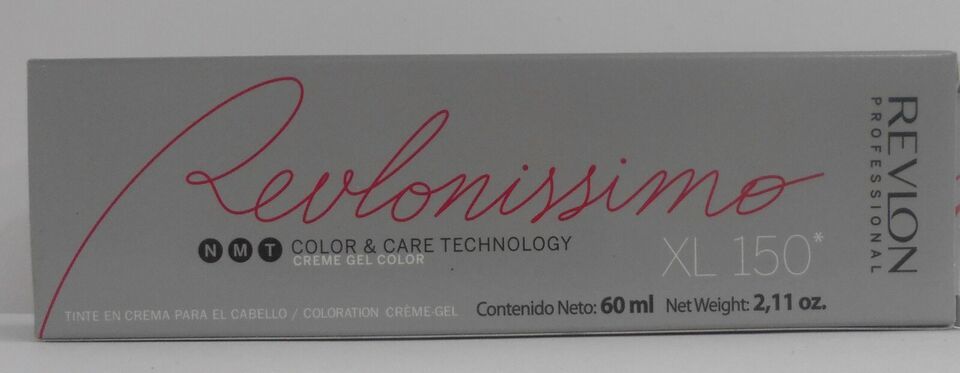 Revlonissimo
NMT COLOR & CARE TECHNOLOGY
CREME GEL COLOR
XL 150*
TINTE EN CREMA PARA EL CABELLO / COLORATION CRÈME-GEL
Contenido Neto: 60 ml Net Weight: 2,11 oz.
REVLON
PROFESSIONAL